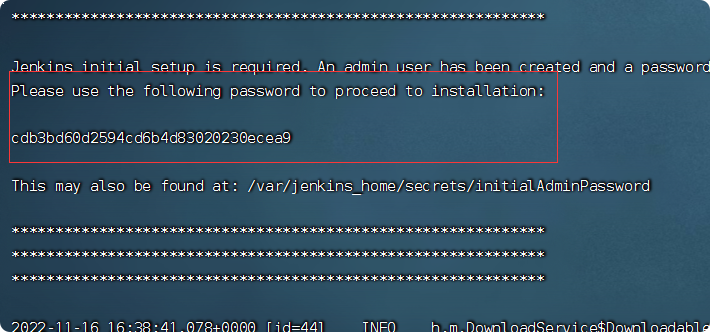 *************************************************************
Jenkins initial setup is required. An admin user has been created and a password
Please use the following password to proceed to installation:
cdb3bd60d2594cd6b4d83020230ecea9
This may also be found at: /var/jenkins_home/secrets/initialAdminPassword
*************************************************************
*************************************************************
*************************************************************
2022-11-16 16:38:41.078+0000 [id=44] INFO h.m.DownloadService$Downloadable